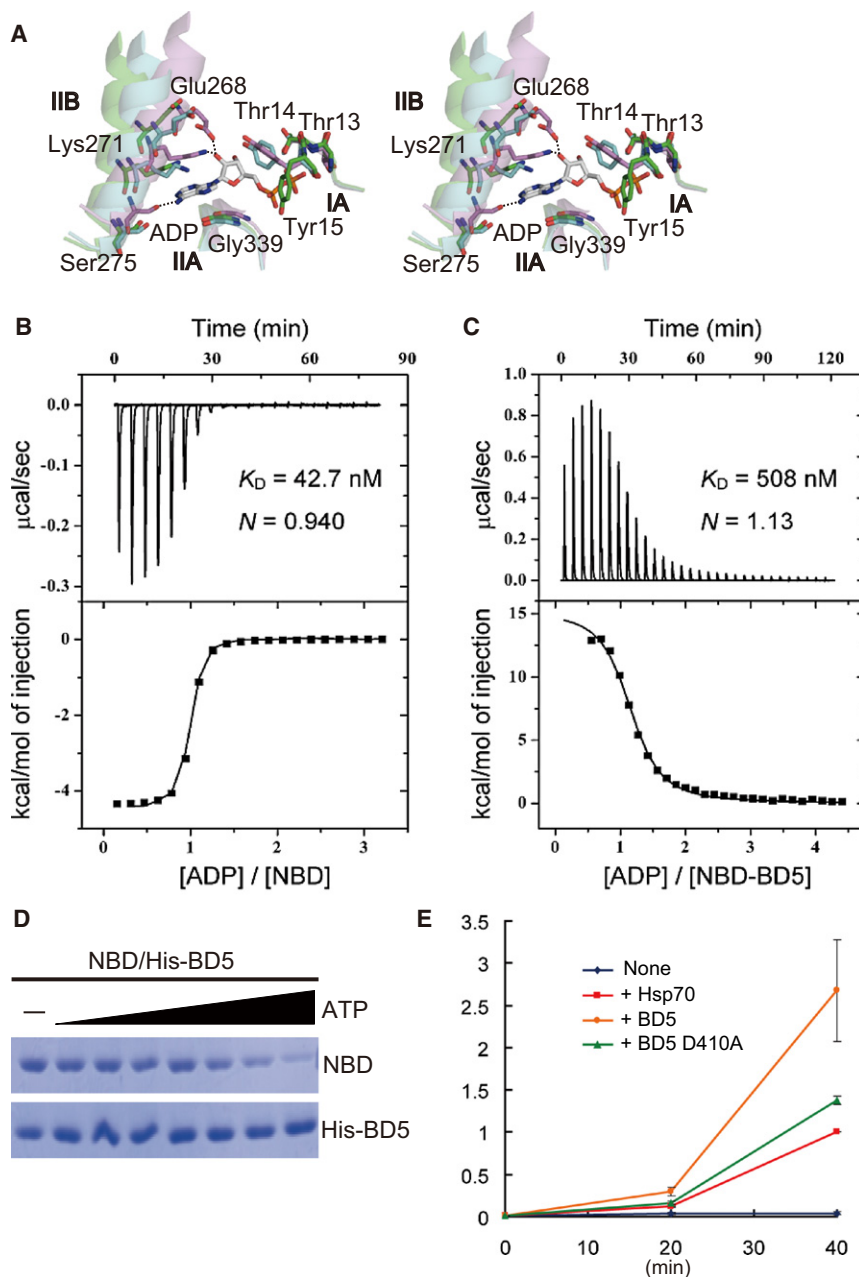 A
IIB
Glu268
Thr14
Thr13
Lys271
IA
ADP
Gly339
Tyr15
Ser275
IIA
IIB
Glu268
Thr14
Thr13
Lys271
IA
ADP
Gly339
Tyr15
Ser275
IIA
B
Time (min)
0 30 60 90
0.0
-0.1
-0.2
-0.3
μcal/sec
KD = 42.7 nM
N = 0.940
0
-2
-4
kcal/mol of injection
0 1 2 3
[ADP] / [NBD]
C
Time (min)
0 30 60 90 120
1.0
0.8
0.6
0.4
0.2
0.0
μcal/sec
KD = 508 nM
N = 1.13
15
10
5
0
kcal/mol of injection
0 1 2 3 4
[ADP] / [NBD-BD5]
D
NBD/His-BD5
—
ATP
NBD
His-BD5
E
3.5
3
2.5
2
1.5
1
0.5
0
None
+ Hsp70
+ BD5
+ BD5 D410A
0 10 20 30 40
(min)